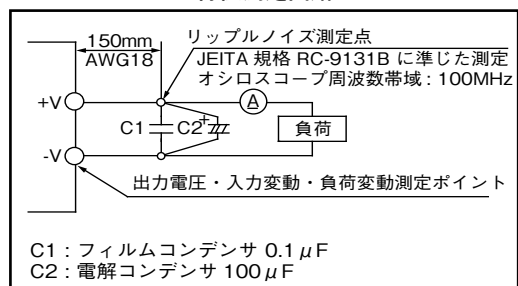 150mm
AWG18
リップルノイズ測定点
JEITA 規格 RC-9131B に準じた測定
オシロスコープ周波数帯域 : 100MHz
+V
A
C1
C2
+
負荷
-V
出力電圧・入力変動・負荷変動測定ポイント
C1 : フィルムコンデンサ 0.1μF
C2 : 電解コンデンサ 100μF